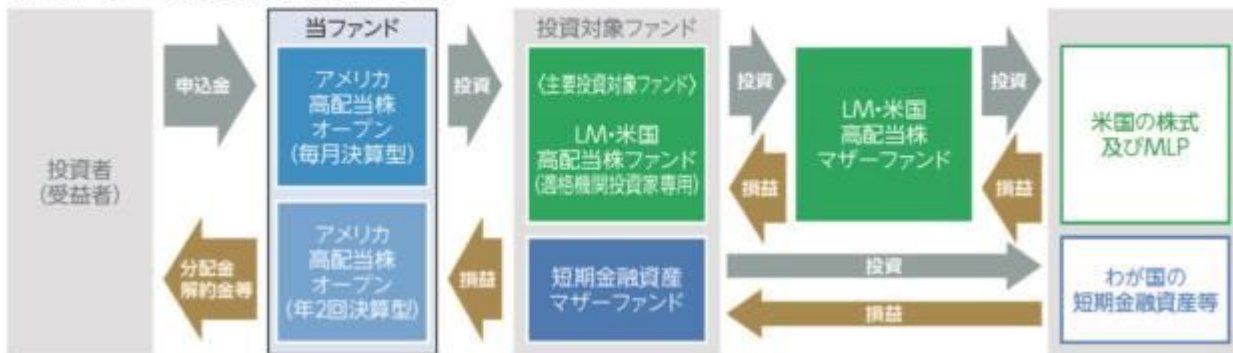 投資者
(受益者)
申込金
分配金
解約金等
当ファンド
アメリカ
高配当株
オープン
(毎月決算型)
アメリカ
高配当株
オープン
(年2回決算型)
投資
損益
投資対象ファンド
〈主要投資対象ファンド〉
LM・米国
高配当株ファンド
(適格機関投資家専用)
短期金融資産
マザーファンド
投資
損益
LM・米国
高配当株
マザーファンド
投資
損益
投資
損益
米国の株式
及びMLP
わが国の
短期金融資産等